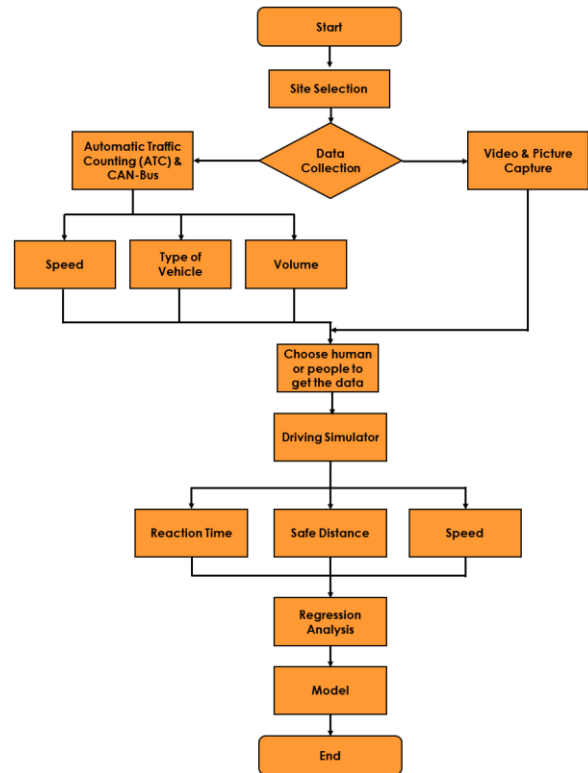 Start
Site Selection
Automatic Traffic
Counting (ATC) &
CAN-Bus
Data
Collection
Video & Picture
Capture
Speed
Type of
Vehicle
Volume
Choose human
or people to
get the data
Driving Simulator
Reaction Time
Safe Distance
Speed
Regression
Analysis
Model
End